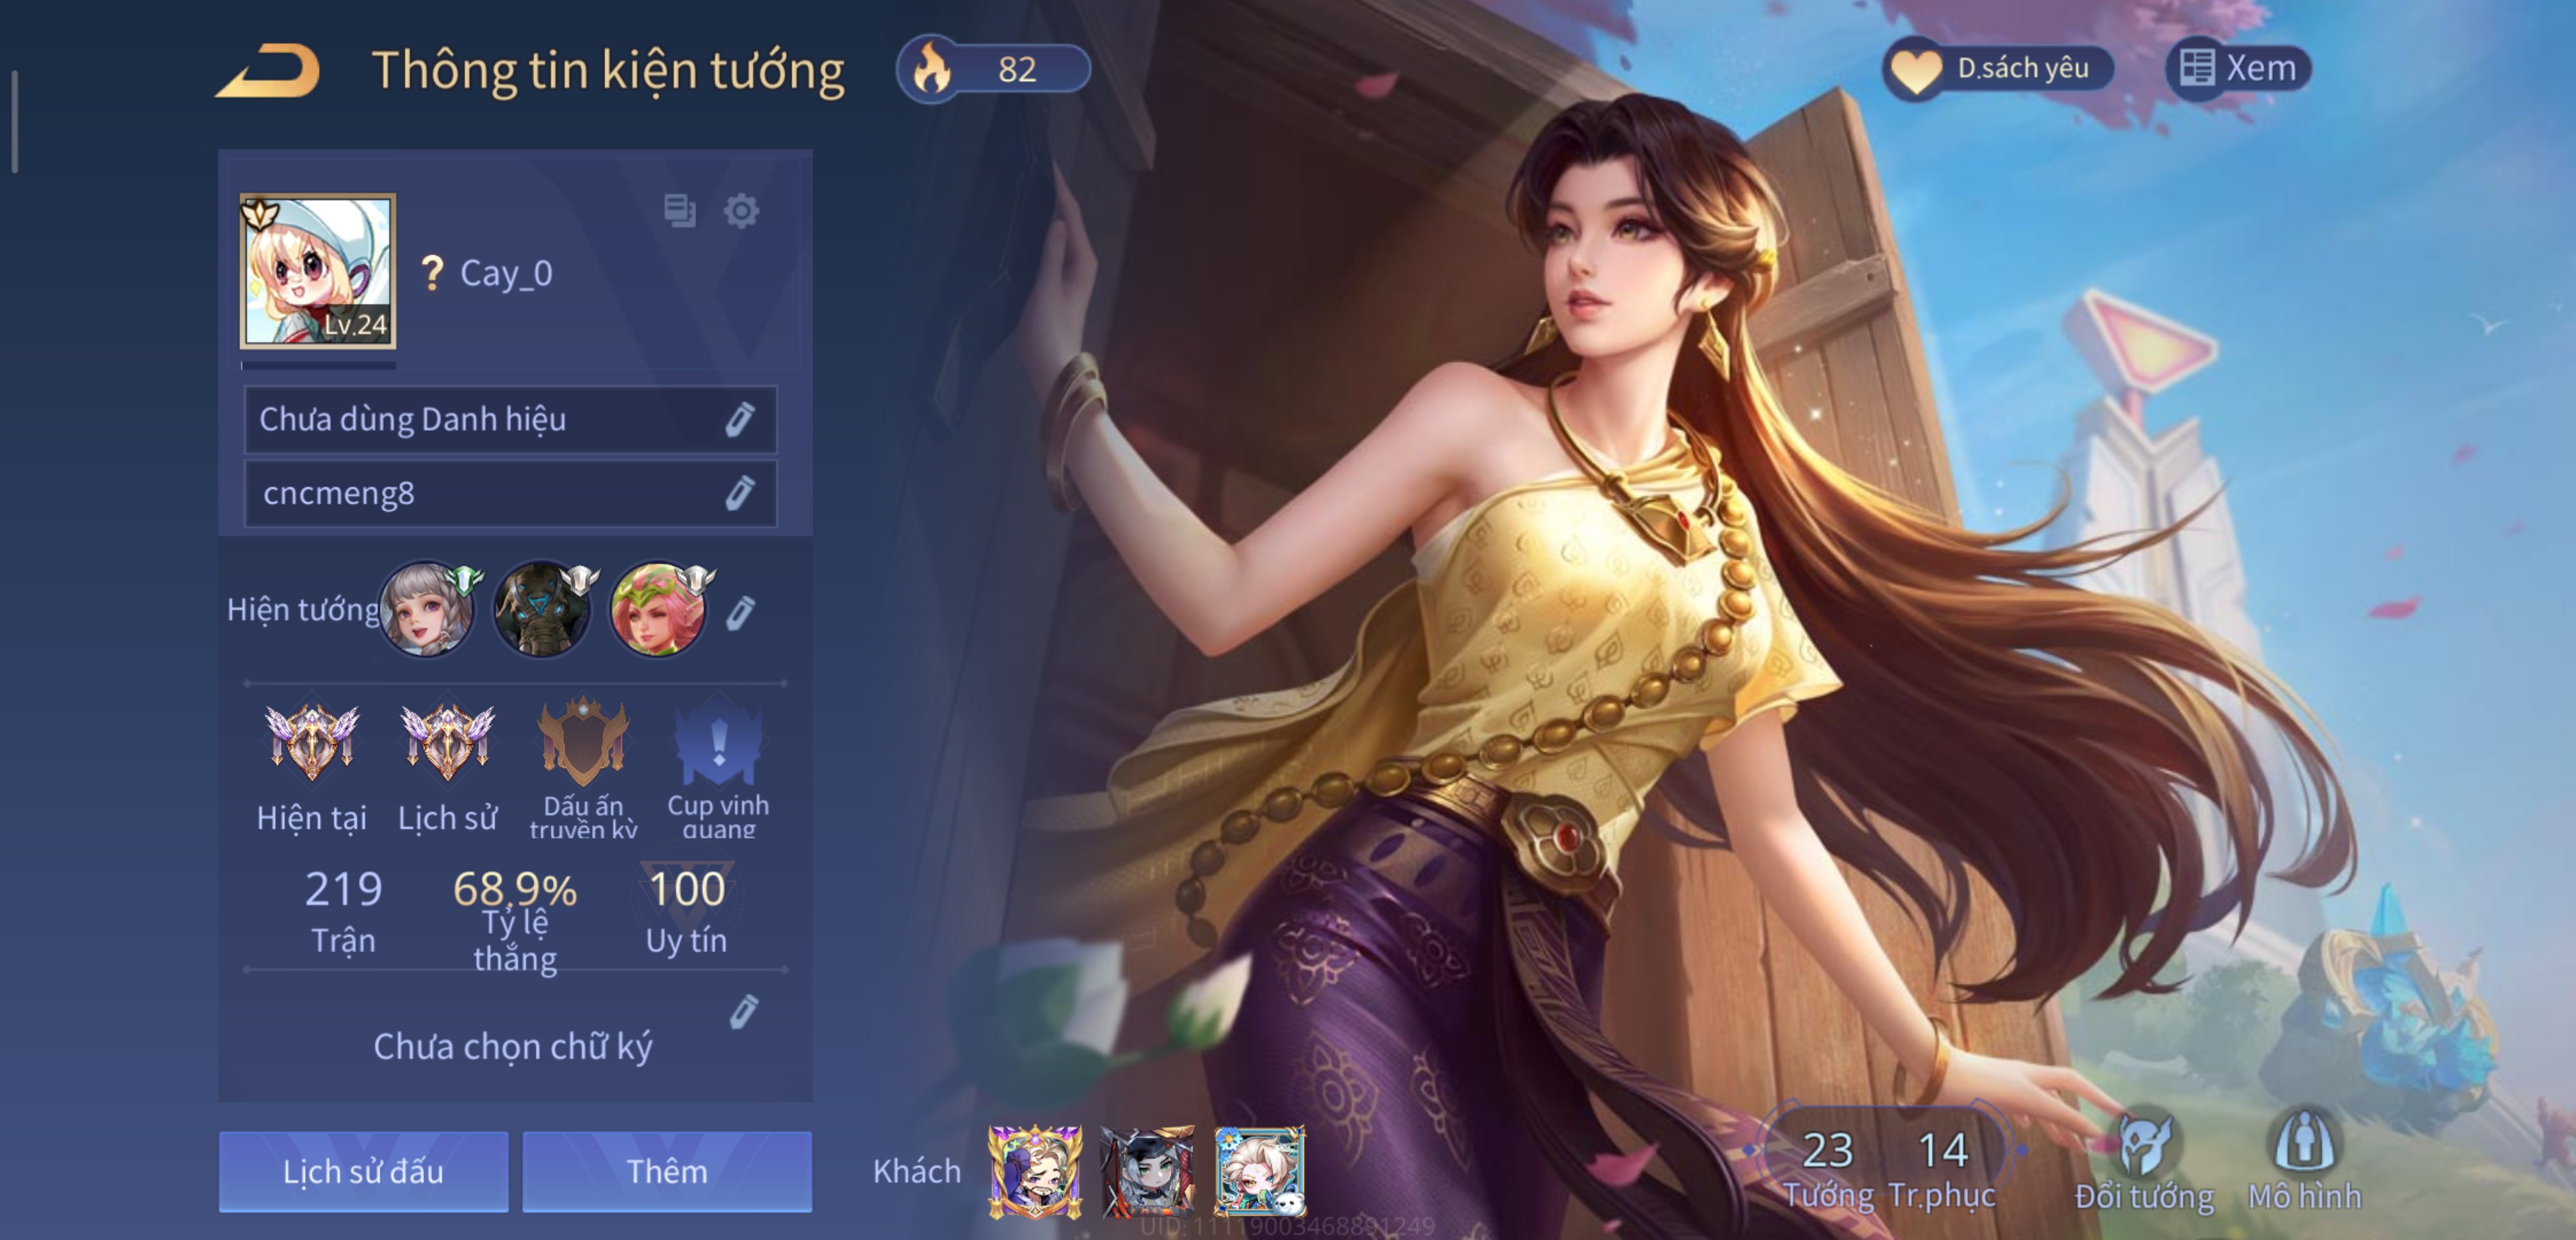 Thông tin kiện tướng
82
D.sách yêu
Xem
? Cay_0
Lv.24
Chưa dùng Danh hiệu
cncmeng8
Hiện tướng
Hiện tại
Lịch sử
Dấu ấn
truyền kỳ
Cup vinh
quang
219
Trận
68.9%
Tỷ lệ
thắng
100
Uy tín
Chưa chọn chữ ký
Lịch sử đấu
Thêm
Khách
23
Tướng
14
Tr.phục
Đổi tướng
Mô hình
UID: 11119003468891249